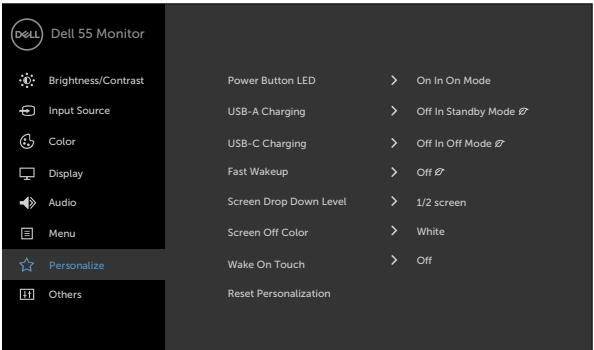 DELL Dell 55 Monitor
Brightness/Contrast
Input Source
Color
Display
Audio
Menu
Personalize
Others
Power Button LED > On In On Mode
USB-A Charging > Off In Standby Mode
USB-C Charging > Off In Off Mode
Fast Wakeup > Off
Screen Drop Down Level > 1/2 screen
Screen Off Color > White
Wake On Touch > Off
Reset Personalization